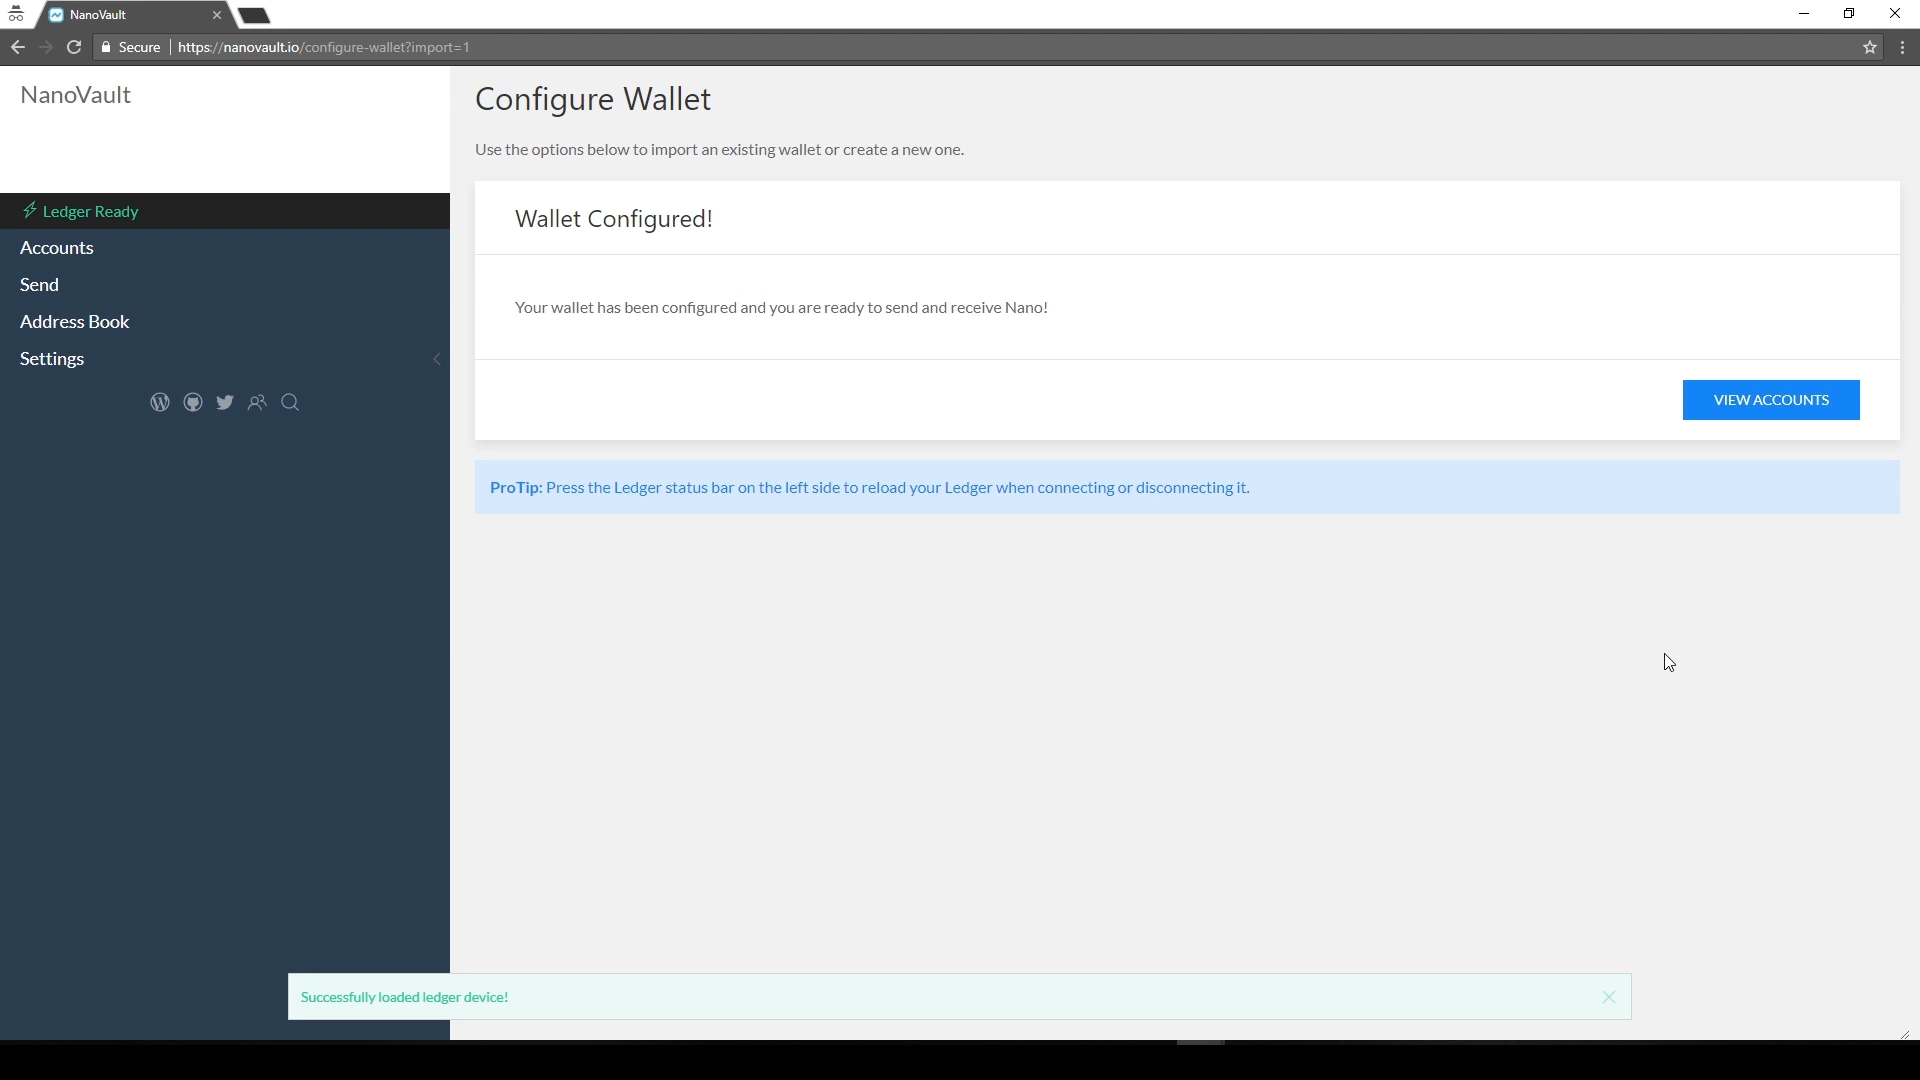 NanoVault
Secure
https://nanovault.io/configure-wallet?import=1
NanoVault
Ledger Ready
Accounts
Send
Address Book
Settings
Configure Wallet
Use the options below to import an existing wallet or create a new one.
Wallet Configured!
Your wallet has been configured and you are ready to send and receive Nano!
VIEW ACCOUNTS
ProTip: Press the Ledger status bar on the left side to reload your Ledger when connecting or disconnecting it.
Successfully loaded ledger device!